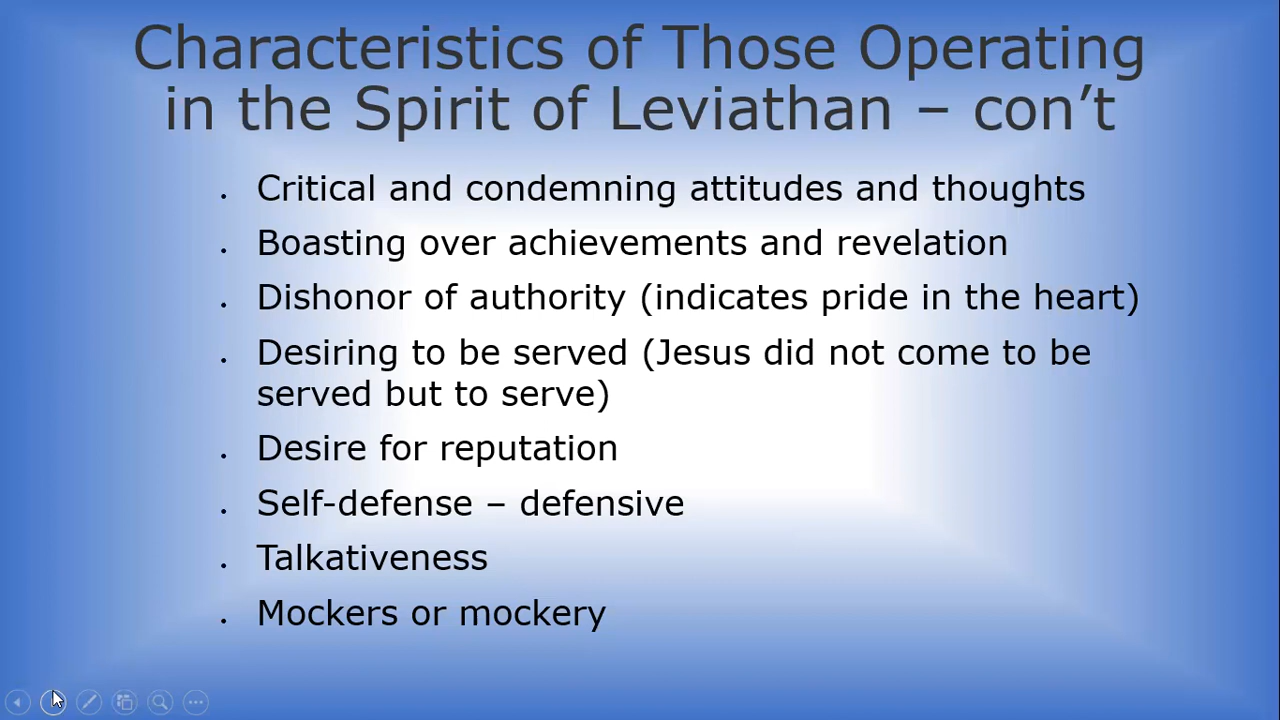 Characteristics of Those Operating
in the Spirit of Leviathan – con’t
• Critical and condemning attitudes and thoughts
• Boasting over achievements and revelation
• Dishonor of authority (indicates pride in the heart)
• Desiring to be served (Jesus did not come to be
served but to serve)
• Desire for reputation
• Self-defense – defensive
• Talkativeness
• Mockers or mockery